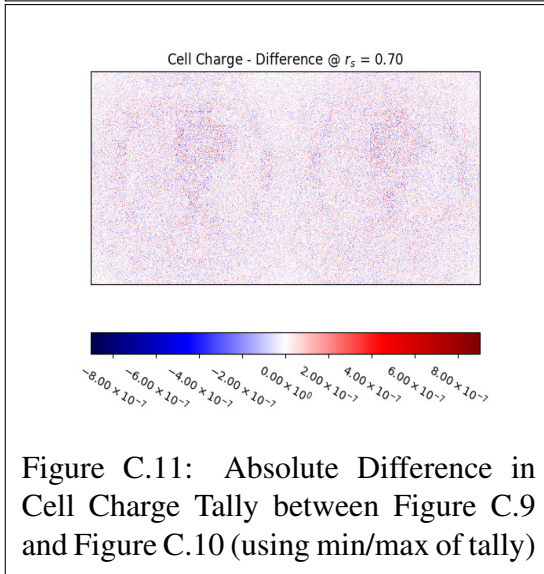 Cell Charge - Difference @ r_s = 0.70
−8.00 × 10⁻⁷
−6.00 × 10⁻⁷
−4.00 × 10⁻⁷
−2.00 × 10⁻⁷
0.00 × 10⁰
2.00 × 10⁻⁷
4.00 × 10⁻⁷
6.00 × 10⁻⁷
8.00 × 10⁻⁷
Figure C.11: Absolute Difference in
Cell Charge Tally between Figure C.9
and Figure C.10 (using min/max of tally)